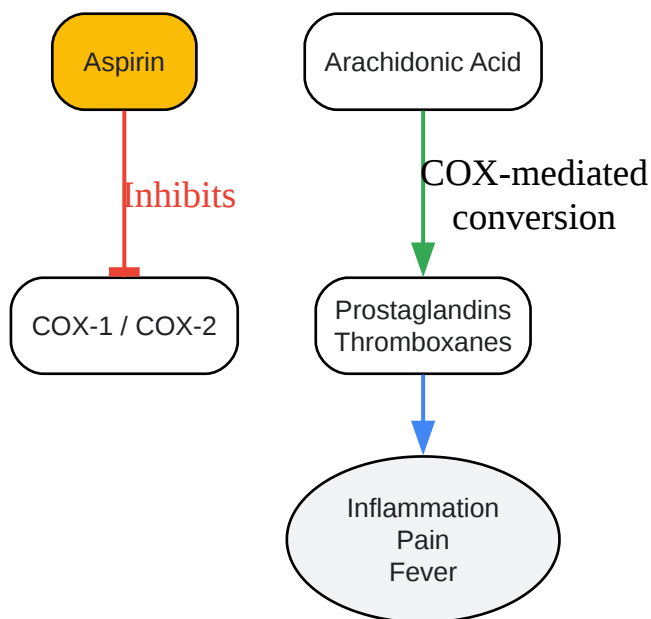 Aspirin
Arachidonic Acid
Inhibits
COX-mediated
conversion
COX-1 / COX-2
Prostaglandins
Thromboxanes
Inflammation
Pain
Fever